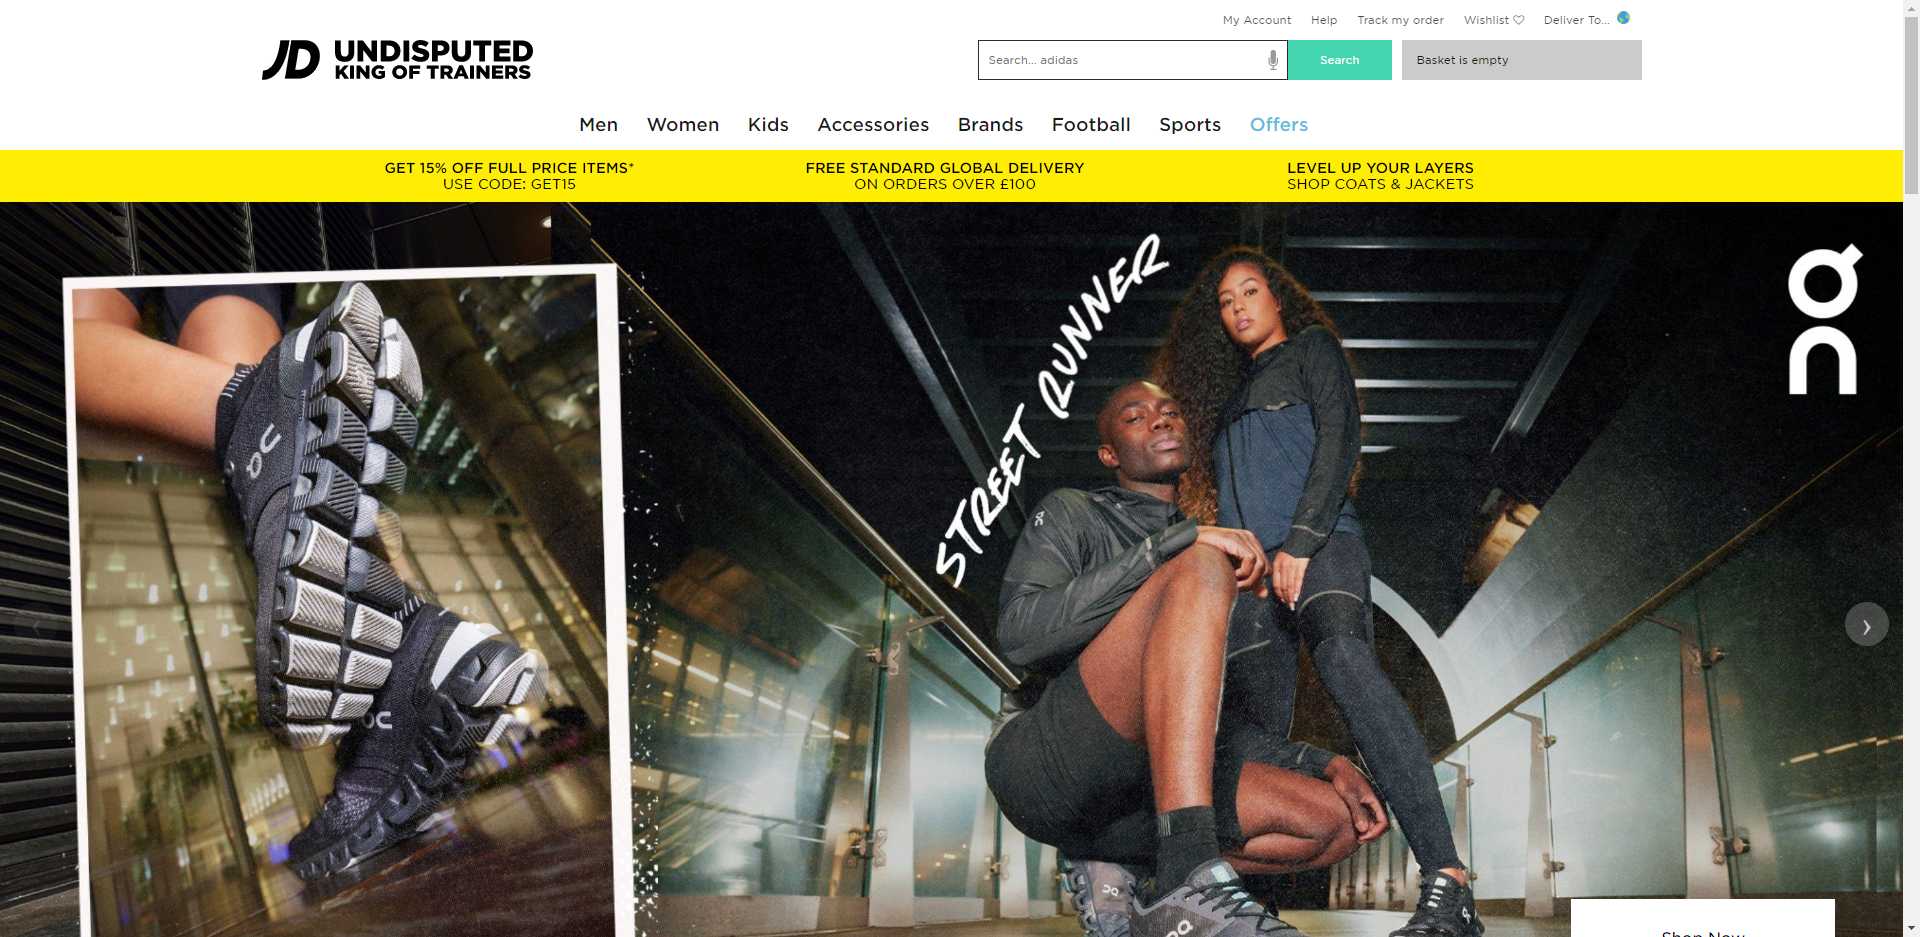 My Account Help Track my order Wishlist Deliver To...
JD UNDISPUTED
KING OF TRAINERS
Search... adidas
Search
Basket is empty
Men Women Kids Accessories Brands Football Sports Offers
GET 15% OFF FULL PRICE ITEMS*
USE CODE: GET15
FREE STANDARD GLOBAL DELIVERY
ON ORDERS OVER £100
LEVEL UP YOUR LAYERS
SHOP COATS & JACKETS
STREET RUNNER
On
Shop Now